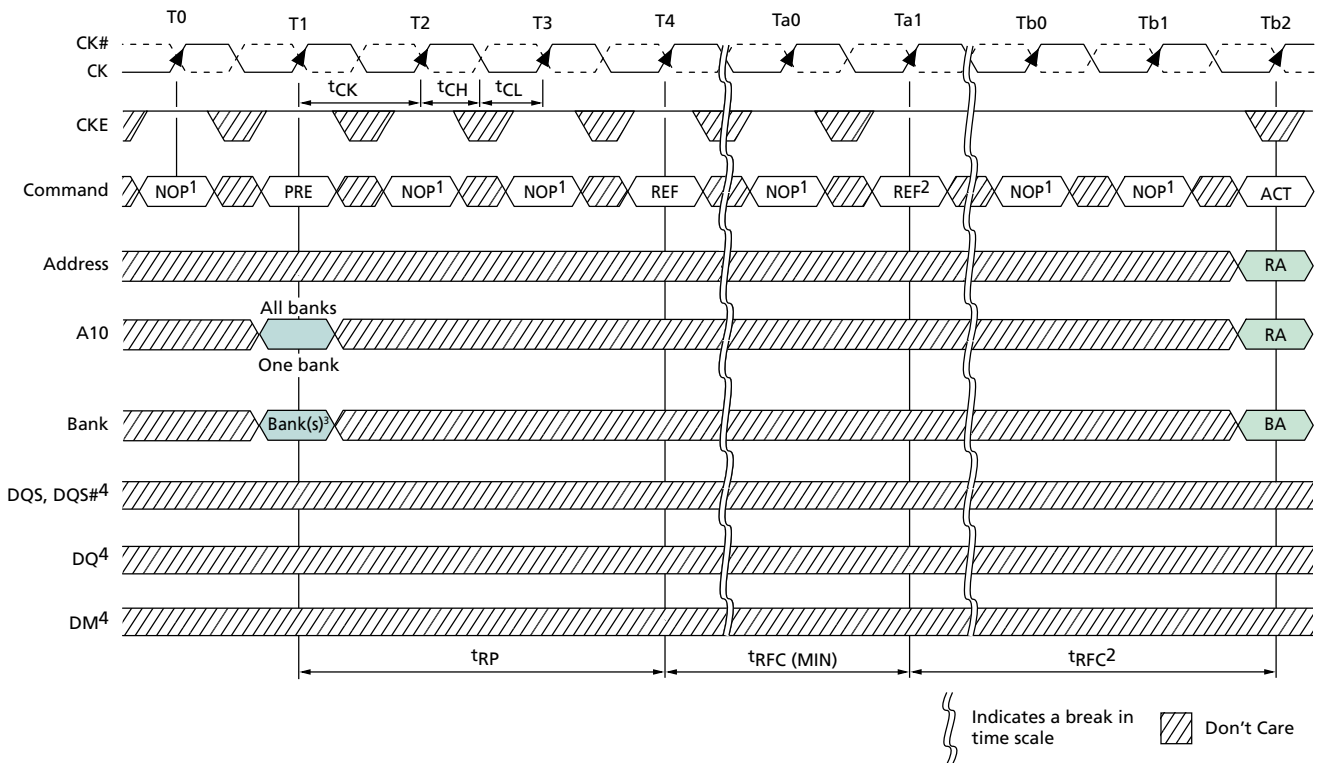 T0 T1 T2 T3 T4 Ta0 Ta1 Tb0 Tb1 Tb2
CK#
CK
tCK tCH tCL
CKE
Command NOP1 PRE NOP1 NOP1 REF NOP1 REF2 NOP1 NOP1 ACT
Address RA
All banks
A10 RA
One bank
Bank Bank(s)3 BA
DQS, DQS#4
DQ4
DM4
tRP tRFC (MIN) tRFC2
Indicates a break in
time scale
Don't Care